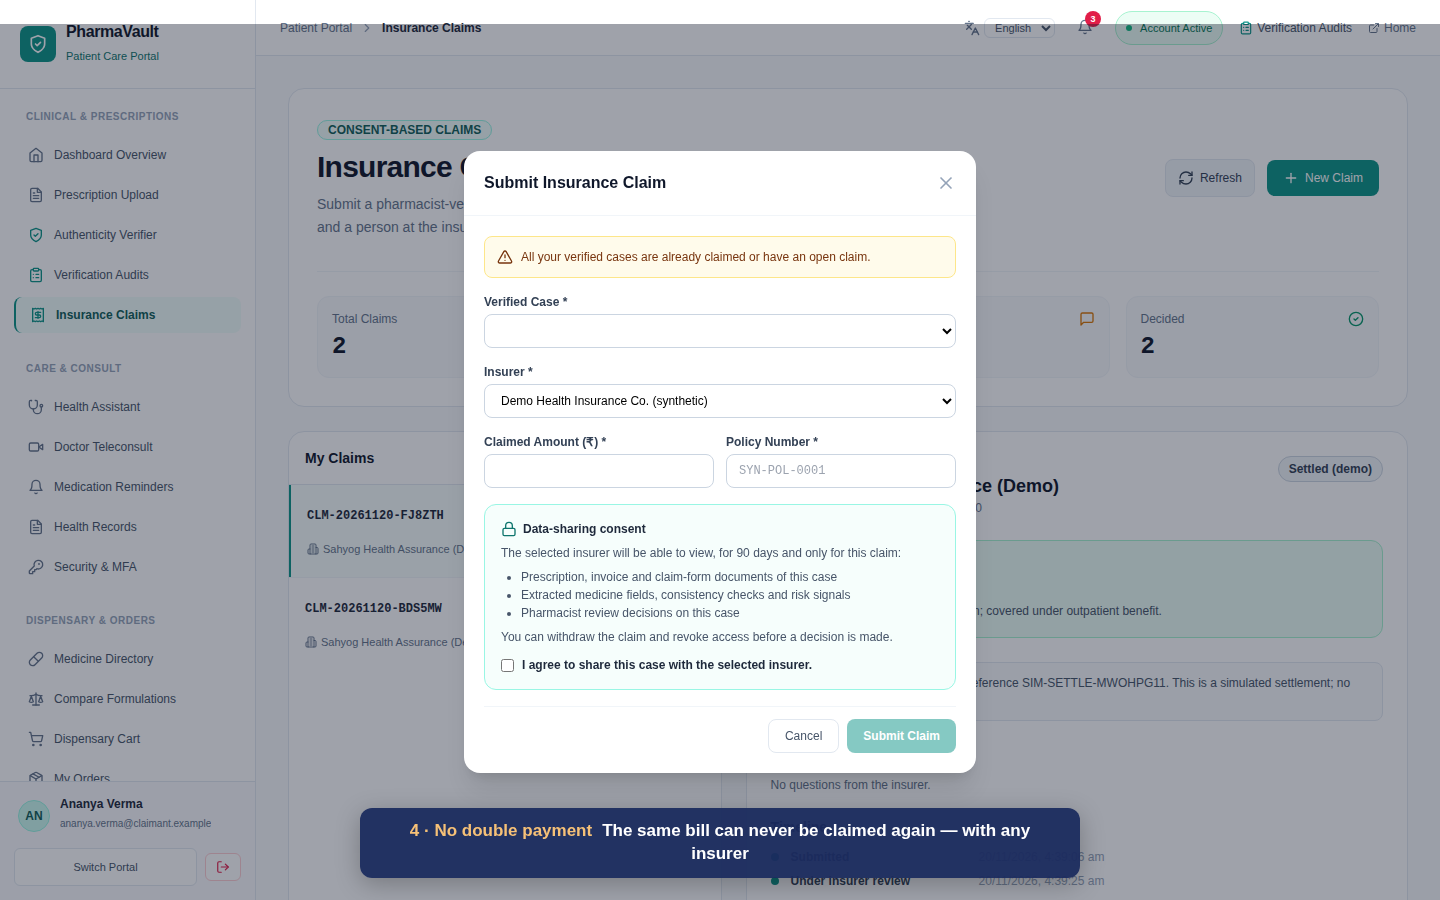 PharmaVault
Patient Care Portal
CLINICAL & PRESCRIPTIONS
Dashboard Overview
Prescription Upload
Authenticity Verifier
Verification Audits
Insurance Claims
CARE & CONSULT
Health Assistant
Doctor Teleconsult
Medication Reminders
Health Records
Security & MFA
DISPENSARY & ORDERS
Medicine Directory
Compare Formulations
Dispensary Cart
My Orders
AN
Ananya Verma
ananya.verma@claimant.example
Switch Portal
Patient Portal
Insurance Claims
English
3
Account Active
Verification Audits
Home
CONSENT-BASED CLAIMS
Insurance
Submit a pharmacist-ve
and a person at the insu
Refresh
New Claim
Total Claims
2
Decided
2
My Claims
CLM-20261120-FJ8ZTH
Sahyog Health Assurance (D
CLM-20261120-BDS5MW
Sahyog Health Assurance (De
ce (Demo)
Settled (demo)
0
n; covered under outpatient benefit.
eference SIM-SETTLE-MWOHPG11. This is a simulated settlement; no
No questions from the insurer.
Submitted
am
Under insurer review
20/11/2026, 4:39:25 am
Submit Insurance Claim
All your verified cases are already claimed or have an open claim.
Verified Case *
Insurer *
Demo Health Insurance Co. (synthetic)
Claimed Amount (₹) *
Policy Number *
SYN-POL-0001
Data-sharing consent
The selected insurer will be able to view, for 90 days and only for this claim:
• Prescription, invoice and claim-form documents of this case
• Extracted medicine fields, consistency checks and risk signals
• Pharmacist review decisions on this case
You can withdraw the claim and revoke access before a decision is made.
I agree to share this case with the selected insurer.
Cancel
Submit Claim
4 · No double payment The same bill can never be claimed again — with any
insurer